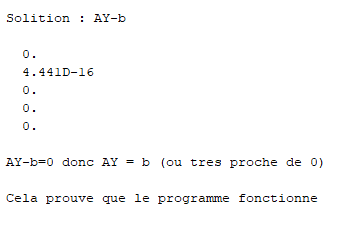 Solition : AY-b
0.
4.441D-16
0.
0.
0.
AY-b=0 donc AY = b (ou tres proche de 0)
Cela prouve que le programme fonctionne